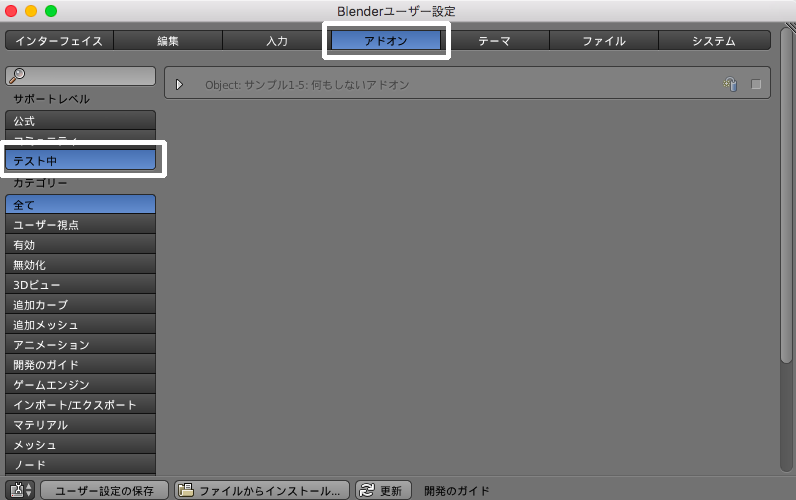 Blenderユーザー設定
インターフェイス 編集 入力 アドオン テーマ ファイル システム
Object: サンプル1-5: 何もしないアドオン
サポートレベル
公式
コミュニティ
テスト中
カテゴリー
全て
ユーザー視点
有効
無効化
3Dビュー
追加カーブ
追加メッシュ
アニメーション
開発のガイド
ゲームエンジン
インポート/エクスポート
マテリアル
メッシュ
ノード
ユーザー設定の保存 ファイルからインストール... 更新 開発のガイド